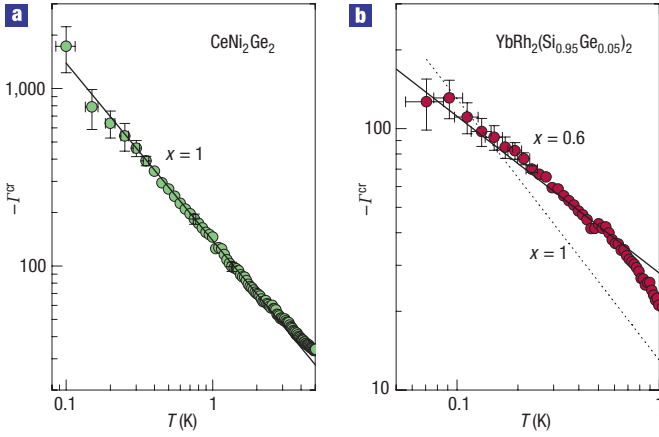 a
CeNi₂Ge₂
1,000
100
−Γᶜʳ
x = 1
0.1
1
T (K)
b
YbRh₂(Si₀.₉₅Ge₀.₀₅)₂
100
10
−Γᶜʳ
x = 0.6
x = 1
0.1
1
T (K)